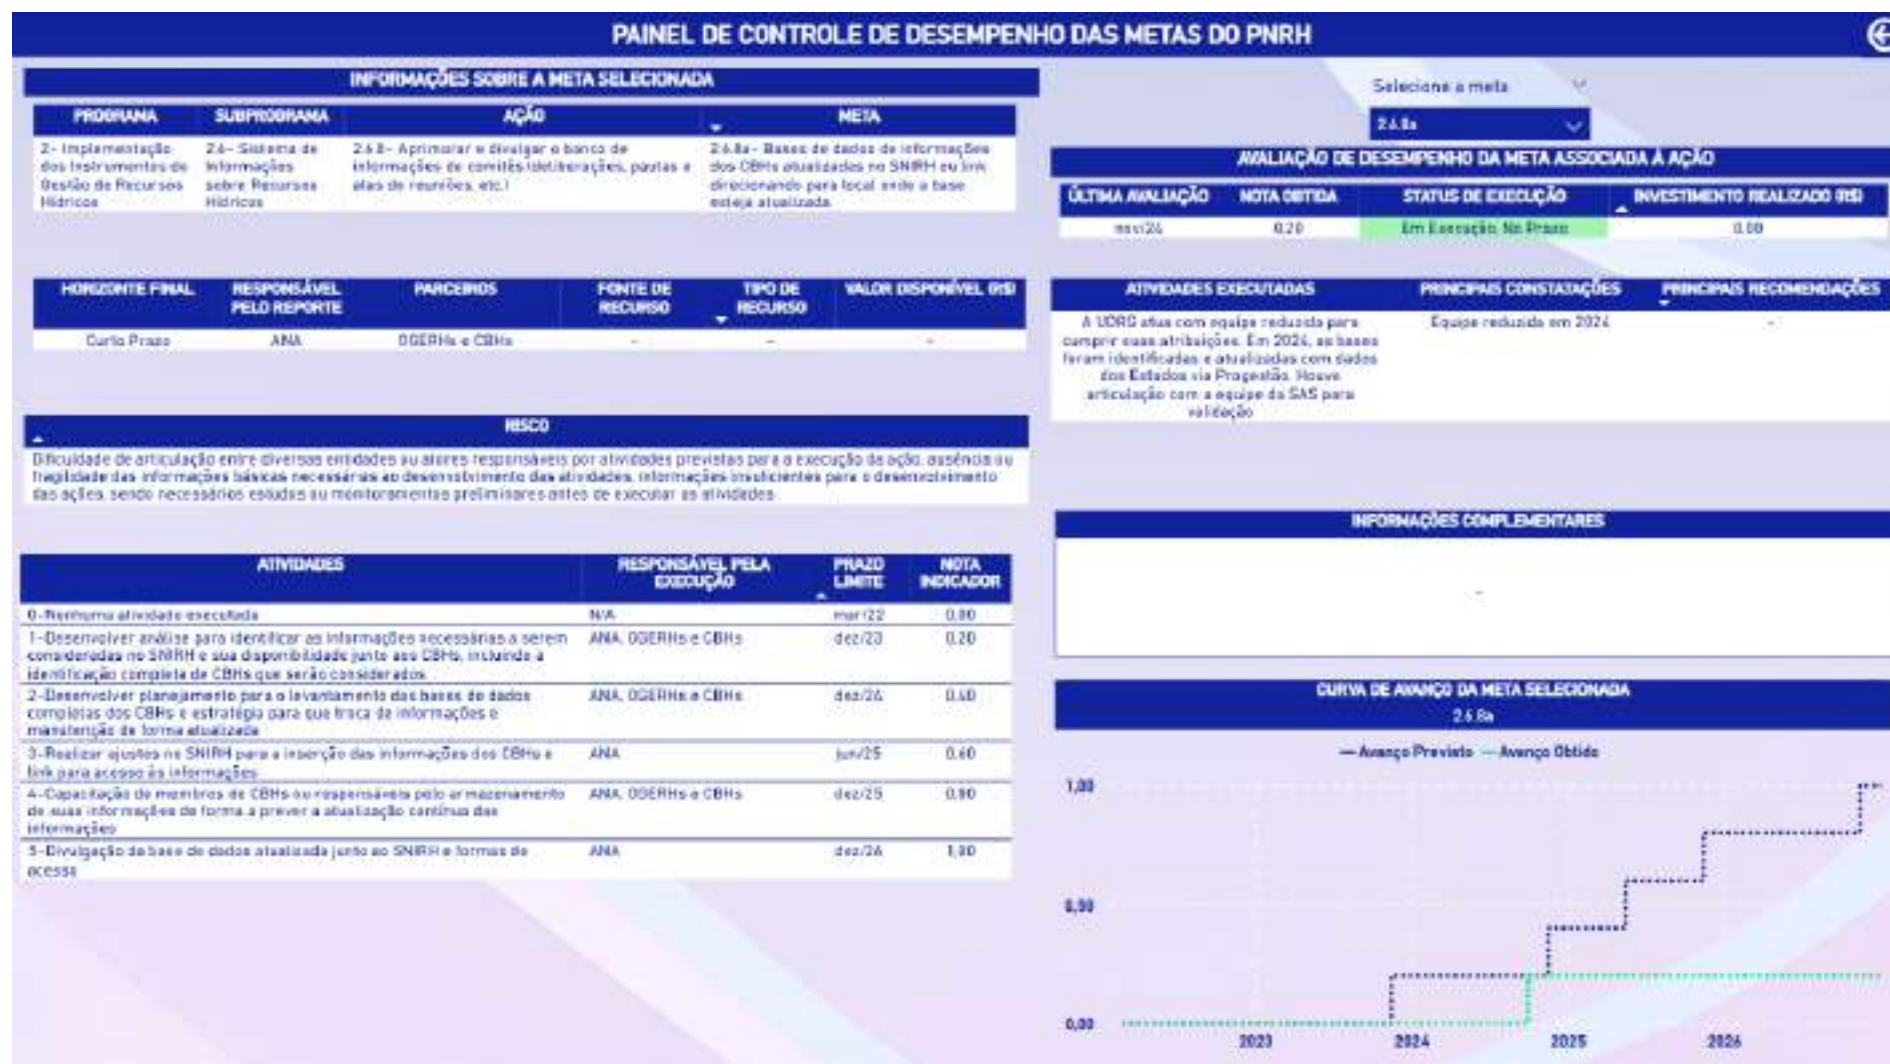 PAINEL DE CONTROLE DE DESEMPENHO DAS METAS DO PNRH
INFORMAÇÕES SOBRE A META SELECIONADA
PROGRAMA SUBPROGRAMA AÇÃO META
2- Implementação dos Instrumentos de Gestão de Recursos Hídricos
2.6- Sistema de Informações sobre Recursos Hídricos
2.6.8- Aprimorar e divulgar o banco de informações de comitês (deliberações, pautas e atas de reuniões, etc.)
2.6.8a- Bases de dados de informações dos CBHs atualizadas no SNIRH ou link direcionando para local onde a base esteja atualizada
HORIZONTE FINAL RESPONSÁVEL PELO REPORTE PARCEIROS FONTE DE RECURSO TIPO DE RECURSO VALOR DISPONÍVEL (R$)
Curto Prazo ANA OGERHs e CBHs - - -
RISCO
Dificuldade de articulação entre diversas entidades ou atores responsáveis por atividades previstas para a execução da ação, ausência ou
fragilidade das informações básicas necessárias ao desenvolvimento das atividades, informações insuficientes para o desenvolvimento
das ações, sendo necessários estudos ou monitoramentos preliminares antes de executar as atividades
ATIVIDADES RESPONSÁVEL PELA EXECUÇÃO PRAZO LIMITE NOTA INDICADOR
0-Nenhuma atividade executada N/A mar/22 0,00
1-Desenvolver análise para identificar as informações necessárias a serem ANA, OGERHs e CBHs dez/23 0,20
consideradas no SNIRH e sua disponibilidade junto aos CBHs, incluindo a
identificação completa de CBHs que serão considerados
2-Desenvolver planejamento para o levantamento das bases de dados ANA, OGERHs e CBHs dez/24 0,40
completas dos CBHs e estratégia para que troca de informações e
manutenção de forma atualizada
3-Realizar ajustes no SNIRH para a inserção das informações dos CBHs e ANA jun/25 0,60
link para acesso às informações
4-Capacitação de membros de CBHs ou responsáveis pelo armazenamento ANA, OGERHs e CBHs dez/25 0,80
de suas informações de forma a prever a atualização contínua das
informações
5-Divulgação da base de dados atualizada junto ao SNIRH e formas de ANA dez/26 1,00
acesso
Selecione a meta
2.6.8a
AVALIAÇÃO DE DESEMPENHO DA META ASSOCIADA À AÇÃO
ÚLTIMA AVALIAÇÃO NOTA OBTIDA STATUS DE EXECUÇÃO INVESTIMENTO REALIZADO (R$)
nov/24 0,20 Em Execução, No Prazo 0,00
ATIVIDADES EXECUTADAS PRINCIPAIS CONSTATAÇÕES PRINCIPAIS RECOMENDAÇÕES
A UORG atua com equipe reduzida para Equipe reduzida em 2024 -
cumprir suas atribuições. Em 2024, as bases
foram identificadas e atualizadas com dados
dos Estados via Progestão. Houve
articulação com a equipe da SAS para
validação
INFORMAÇÕES COMPLEMENTARES
-
CURVA DE AVANÇO DA META SELECIONADA
2.6.8a
Avanço Previsto Avanço Obtido
1,00
0,50
0,00
2023 2024 2025 2026